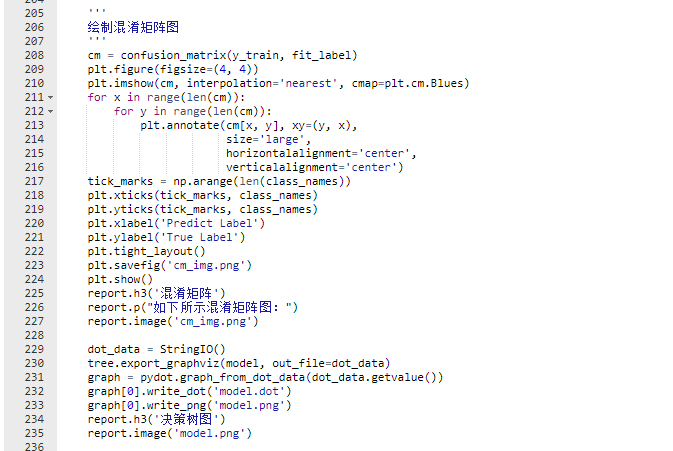 205 '''
206 绘制混淆矩阵图
207 '''
208 cm = confusion_matrix(y_train, fit_label)
209 plt.figure(figsize=(4, 4))
210 plt.imshow(cm, interpolation='nearest', cmap=plt.cm.Blues)
211 for x in range(len(cm)):
212 for y in range(len(cm)):
213 plt.annotate(cm[x, y], xy=(y, x),
214 size='large',
215 horizontalalignment='center',
216 verticalalignment='center')
217 tick_marks = np.arange(len(class_names))
218 plt.xticks(tick_marks, class_names)
219 plt.yticks(tick_marks, class_names)
220 plt.xlabel('Predict Label')
221 plt.ylabel('True Label')
222 plt.tight_layout()
223 plt.savefig('cm_img.png')
224 plt.show()
225 report.h3('混淆矩阵')
226 report.p("如下所示混淆矩阵图：")
227 report.image('cm_img.png')
228
229 dot_data = StringIO()
230 tree.export_graphviz(model, out_file=dot_data)
231 graph = pydot.graph_from_dot_data(dot_data.getvalue())
232 graph[0].write_dot('model.dot')
233 graph[0].write_png('model.png')
234 report.h3('决策树图')
235 report.image('model.png')
236